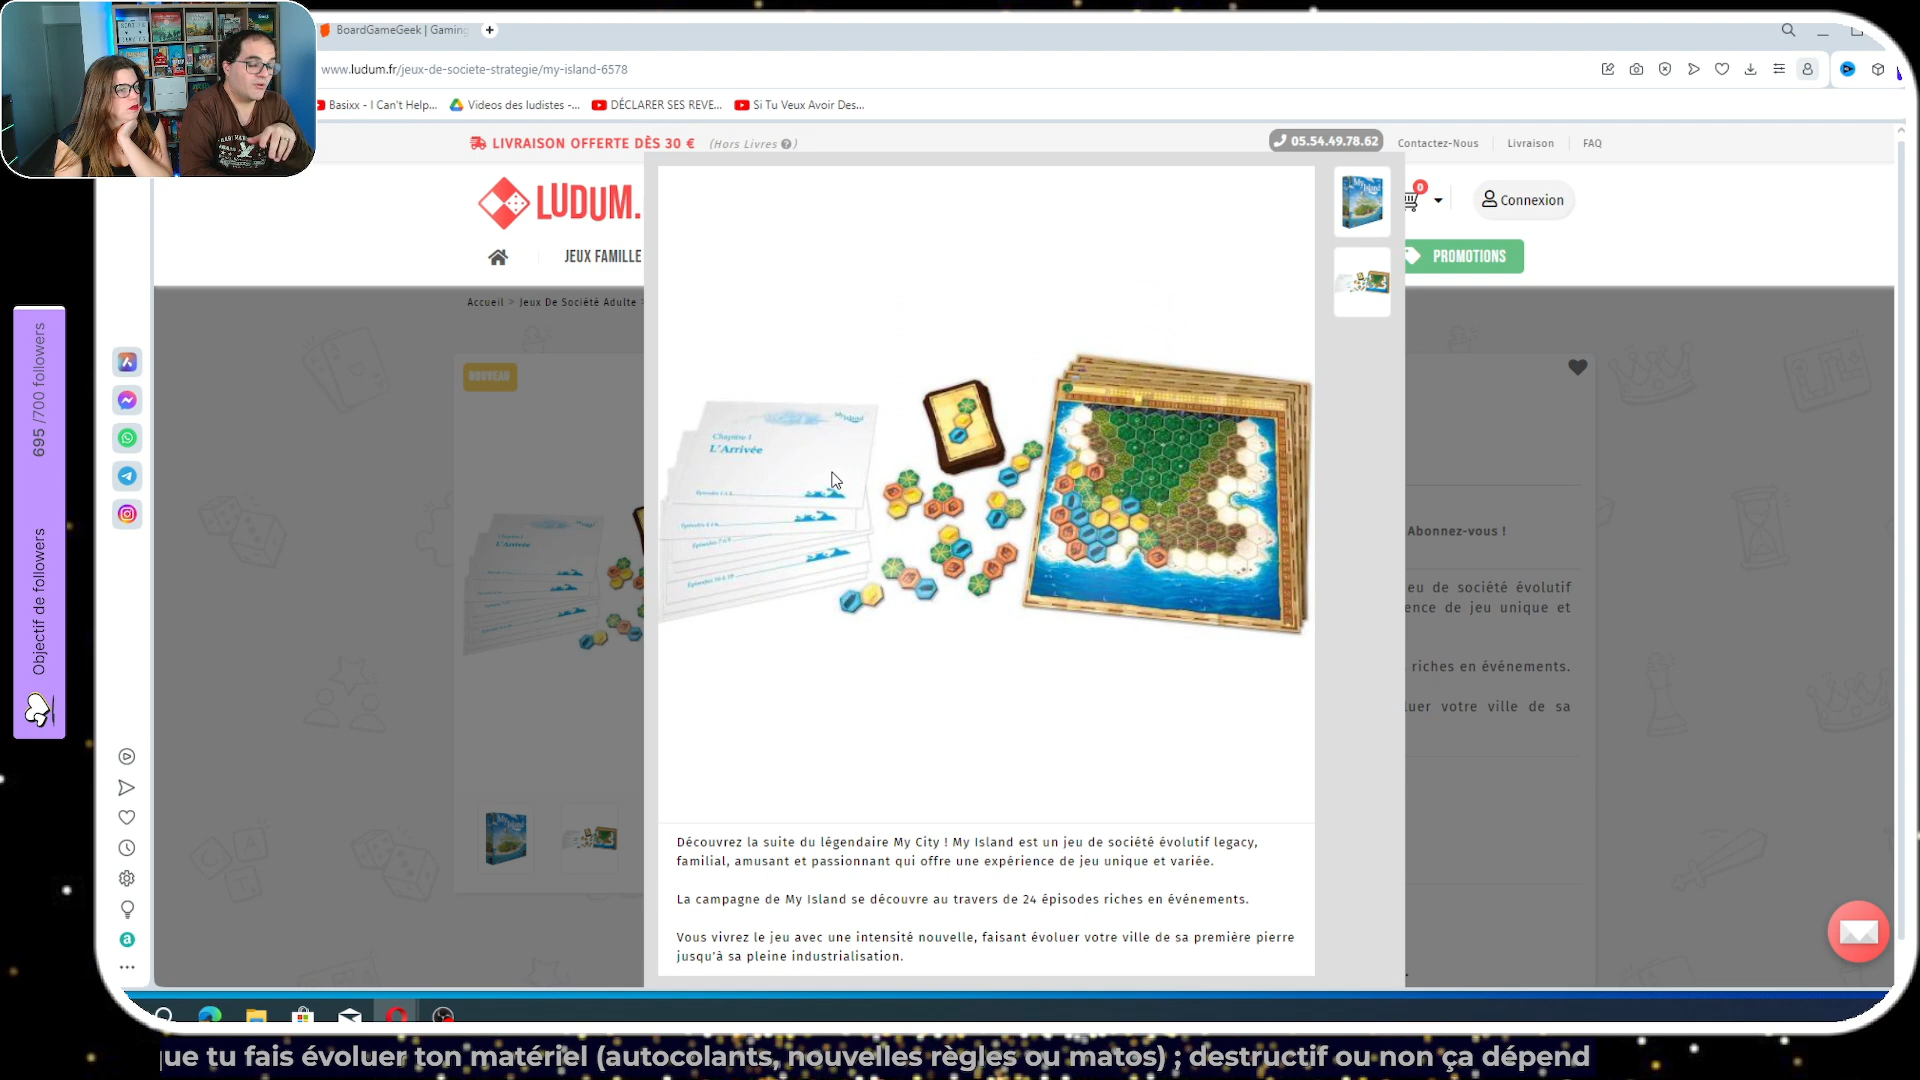 BoardGameGeek | Gaming
www.ludum.fr/jeux-de-societe-strategie/my-island-6578
Basixx - I Can't Help...
Videos des ludistes -...
DÉCLARER SES REVE...
Si Tu Veux Avoir Des...
LIVRAISON OFFERTE DÈS 30 € (Hors Livres ?)
05.54.49.78.62
Contactez-Nous
Livraison
FAQ
LUDUM.
0
Connexion
JEUX FAMILLE
PROMOTIONS
Accueil > Jeux De Société Adulte >
NOUVEAU
My Island
Chapitre 1
L'Arrivée
Abonnez-vous !
eu de société évolutif
ence de jeu unique et
riches en événements.
luer votre ville de sa
Découvrez la suite du légendaire My City ! My Island est un jeu de société évolutif legacy,
familial, amusant et passionnant qui offre une expérience de jeu unique et variée.
La campagne de My Island se découvre au travers de 24 épisodes riches en événements.
Vous vivrez le jeu avec une intensité nouvelle, faisant évoluer votre ville de sa première pierre
jusqu'à sa pleine industrialisation.
Objectif de followers
695 /700 followers
ue tu fais évoluer ton matériel (autocolants, nouvelles règles ou matos) ; destructif ou non ça dépend